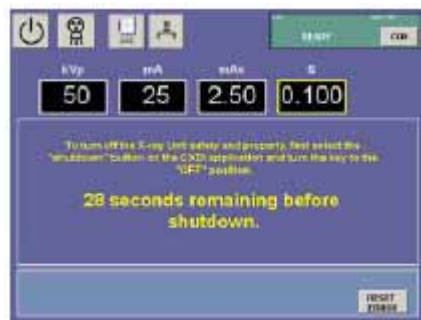 READY
kVp mA mAs S
50 25 2.50 0.100
To turn off the X-ray Unit safely and properly, first select the
"shutdown" button on the CXDI application and turn the key to the
"OFF" position.
28 seconds remaining before
shutdown.
RESET
ERROR